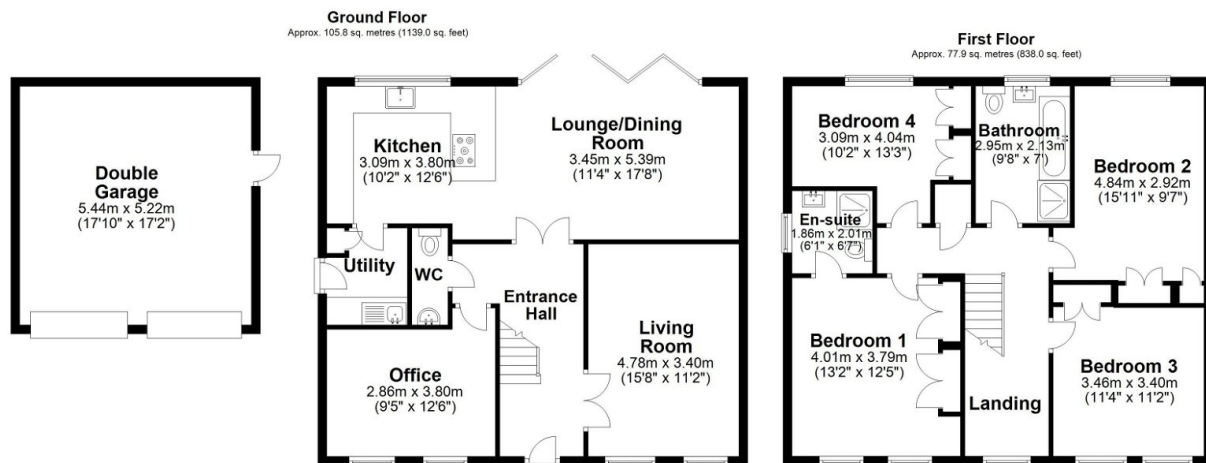 Ground Floor
Approx. 105.8 sq. metres (1139.0 sq. feet)
Double
Garage
5.44m x 5.22m
(17'10" x 17'2")
Kitchen
3.09m x 3.80m
(10'2" x 12'6")
Lounge/Dining
Room
3.45m x 5.39m
(11'4" x 17'8")
Utility
WC
Entrance
Hall
Living
Room
4.78m x 3.40m
(15'8" x 11'2")
Office
2.86m x 3.80m
(9'5" x 12'6")
First Floor
Approx. 77.9 sq. metres (838.0 sq. feet)
Bedroom 4
3.09m x 4.04m
(10'2" x 13'3")
Bathroom
2.95m x 2.13m
(9'8" x 7')
Bedroom 2
4.84m x 2.92m
(15'11" x 9'7")
En-suite
1.86m x 2.01m
(6'1" x 6'7")
Bedroom 1
4.01m x 3.79m
(13'2" x 12'5")
Landing
Bedroom 3
3.46m x 3.40m
(11'4" x 11'2")